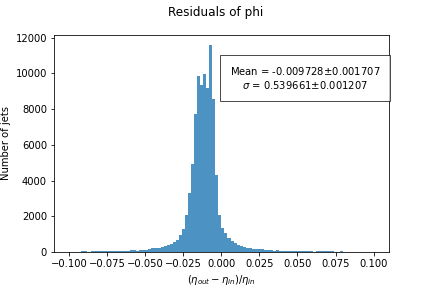 Residuals of phi
12000
10000
8000
6000
4000
2000
0
Number of jets
Mean = -0.009728±0.001707
σ = 0.539661±0.001207
−0.100 −0.075 −0.050 −0.025 0.000 0.025 0.050 0.075 0.100
(η_out − η_in)/η_in